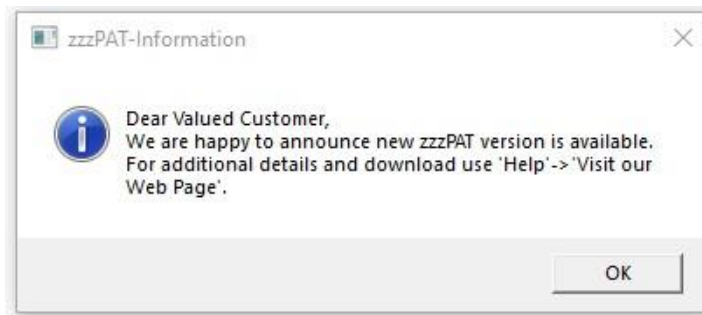 zzzPAT-Information
Dear Valued Customer,
We are happy to announce new zzzPAT version is available.
For additional details and download use 'Help'->'Visit our
Web Page'.
OK